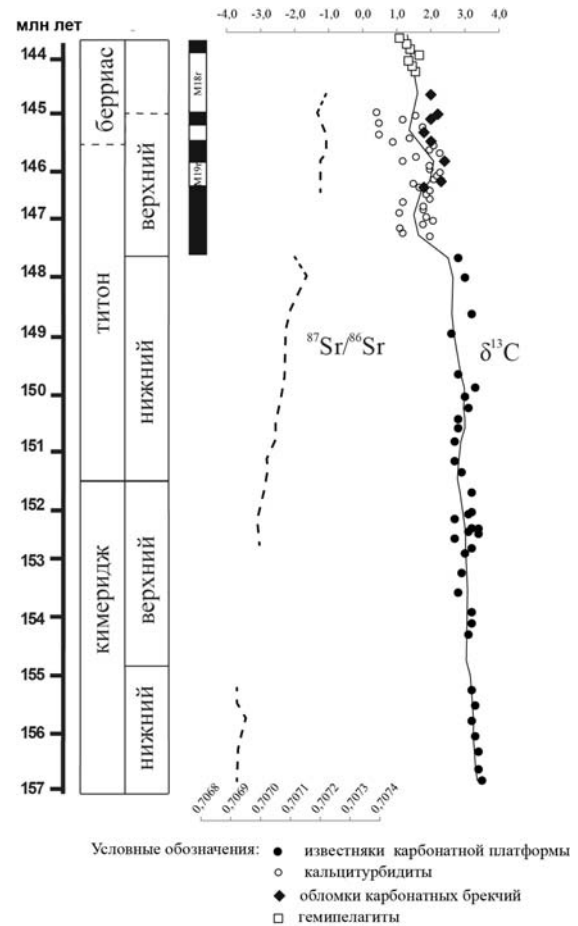 млн лет
-4,0 -3,0 -2,0 -1,0 0,0 1,0 2,0 3,0 4,0
144
145
146
147
148
149
150
151
152
153
154
155
156
157
берриас
титон
кимеридж
верхний
нижний
верхний
нижний
M18r
M19r
⁸⁷Sr/⁸⁶Sr
δ¹³C
0,7068 0,7069 0,7070 0,7071 0,7072 0,7073 0,7074
Условные обозначения: ● известняки карбонатной платформы
○ кальцитурбидиты
◆ обломки карбонатных брекчий
□ гемипелагиты